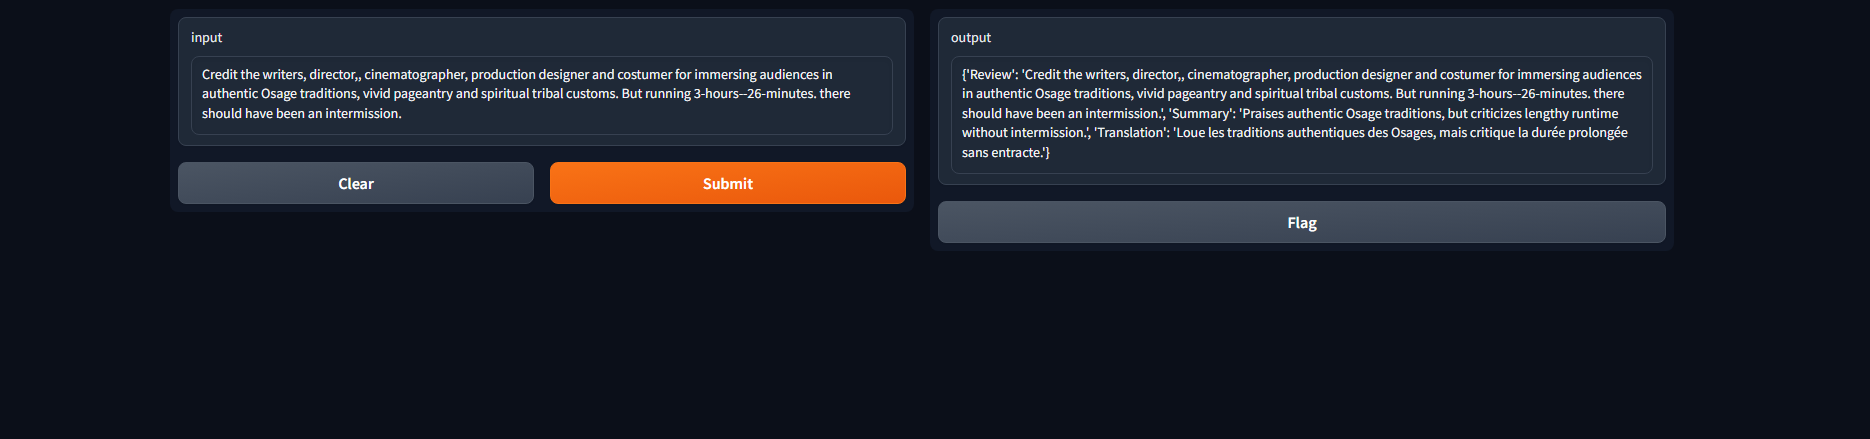 input
Credit the writers, director,, cinematographer, production designer and costumer for immersing audiences in
authentic Osage traditions, vivid pageantry and spiritual tribal customs. But running 3-hours--26-minutes. there
should have been an intermission.
Clear
Submit
output
{'Review': 'Credit the writers, director,, cinematographer, production designer and costumer for immersing audiences
in authentic Osage traditions, vivid pageantry and spiritual tribal customs. But running 3-hours--26-minutes. there
should have been an intermission.', 'Summary': 'Praises authentic Osage traditions, but criticizes lengthy runtime
without intermission.', 'Translation': 'Loue les traditions authentiques des Osages, mais critique la durée prolongée
sans entracte.'}
Flag